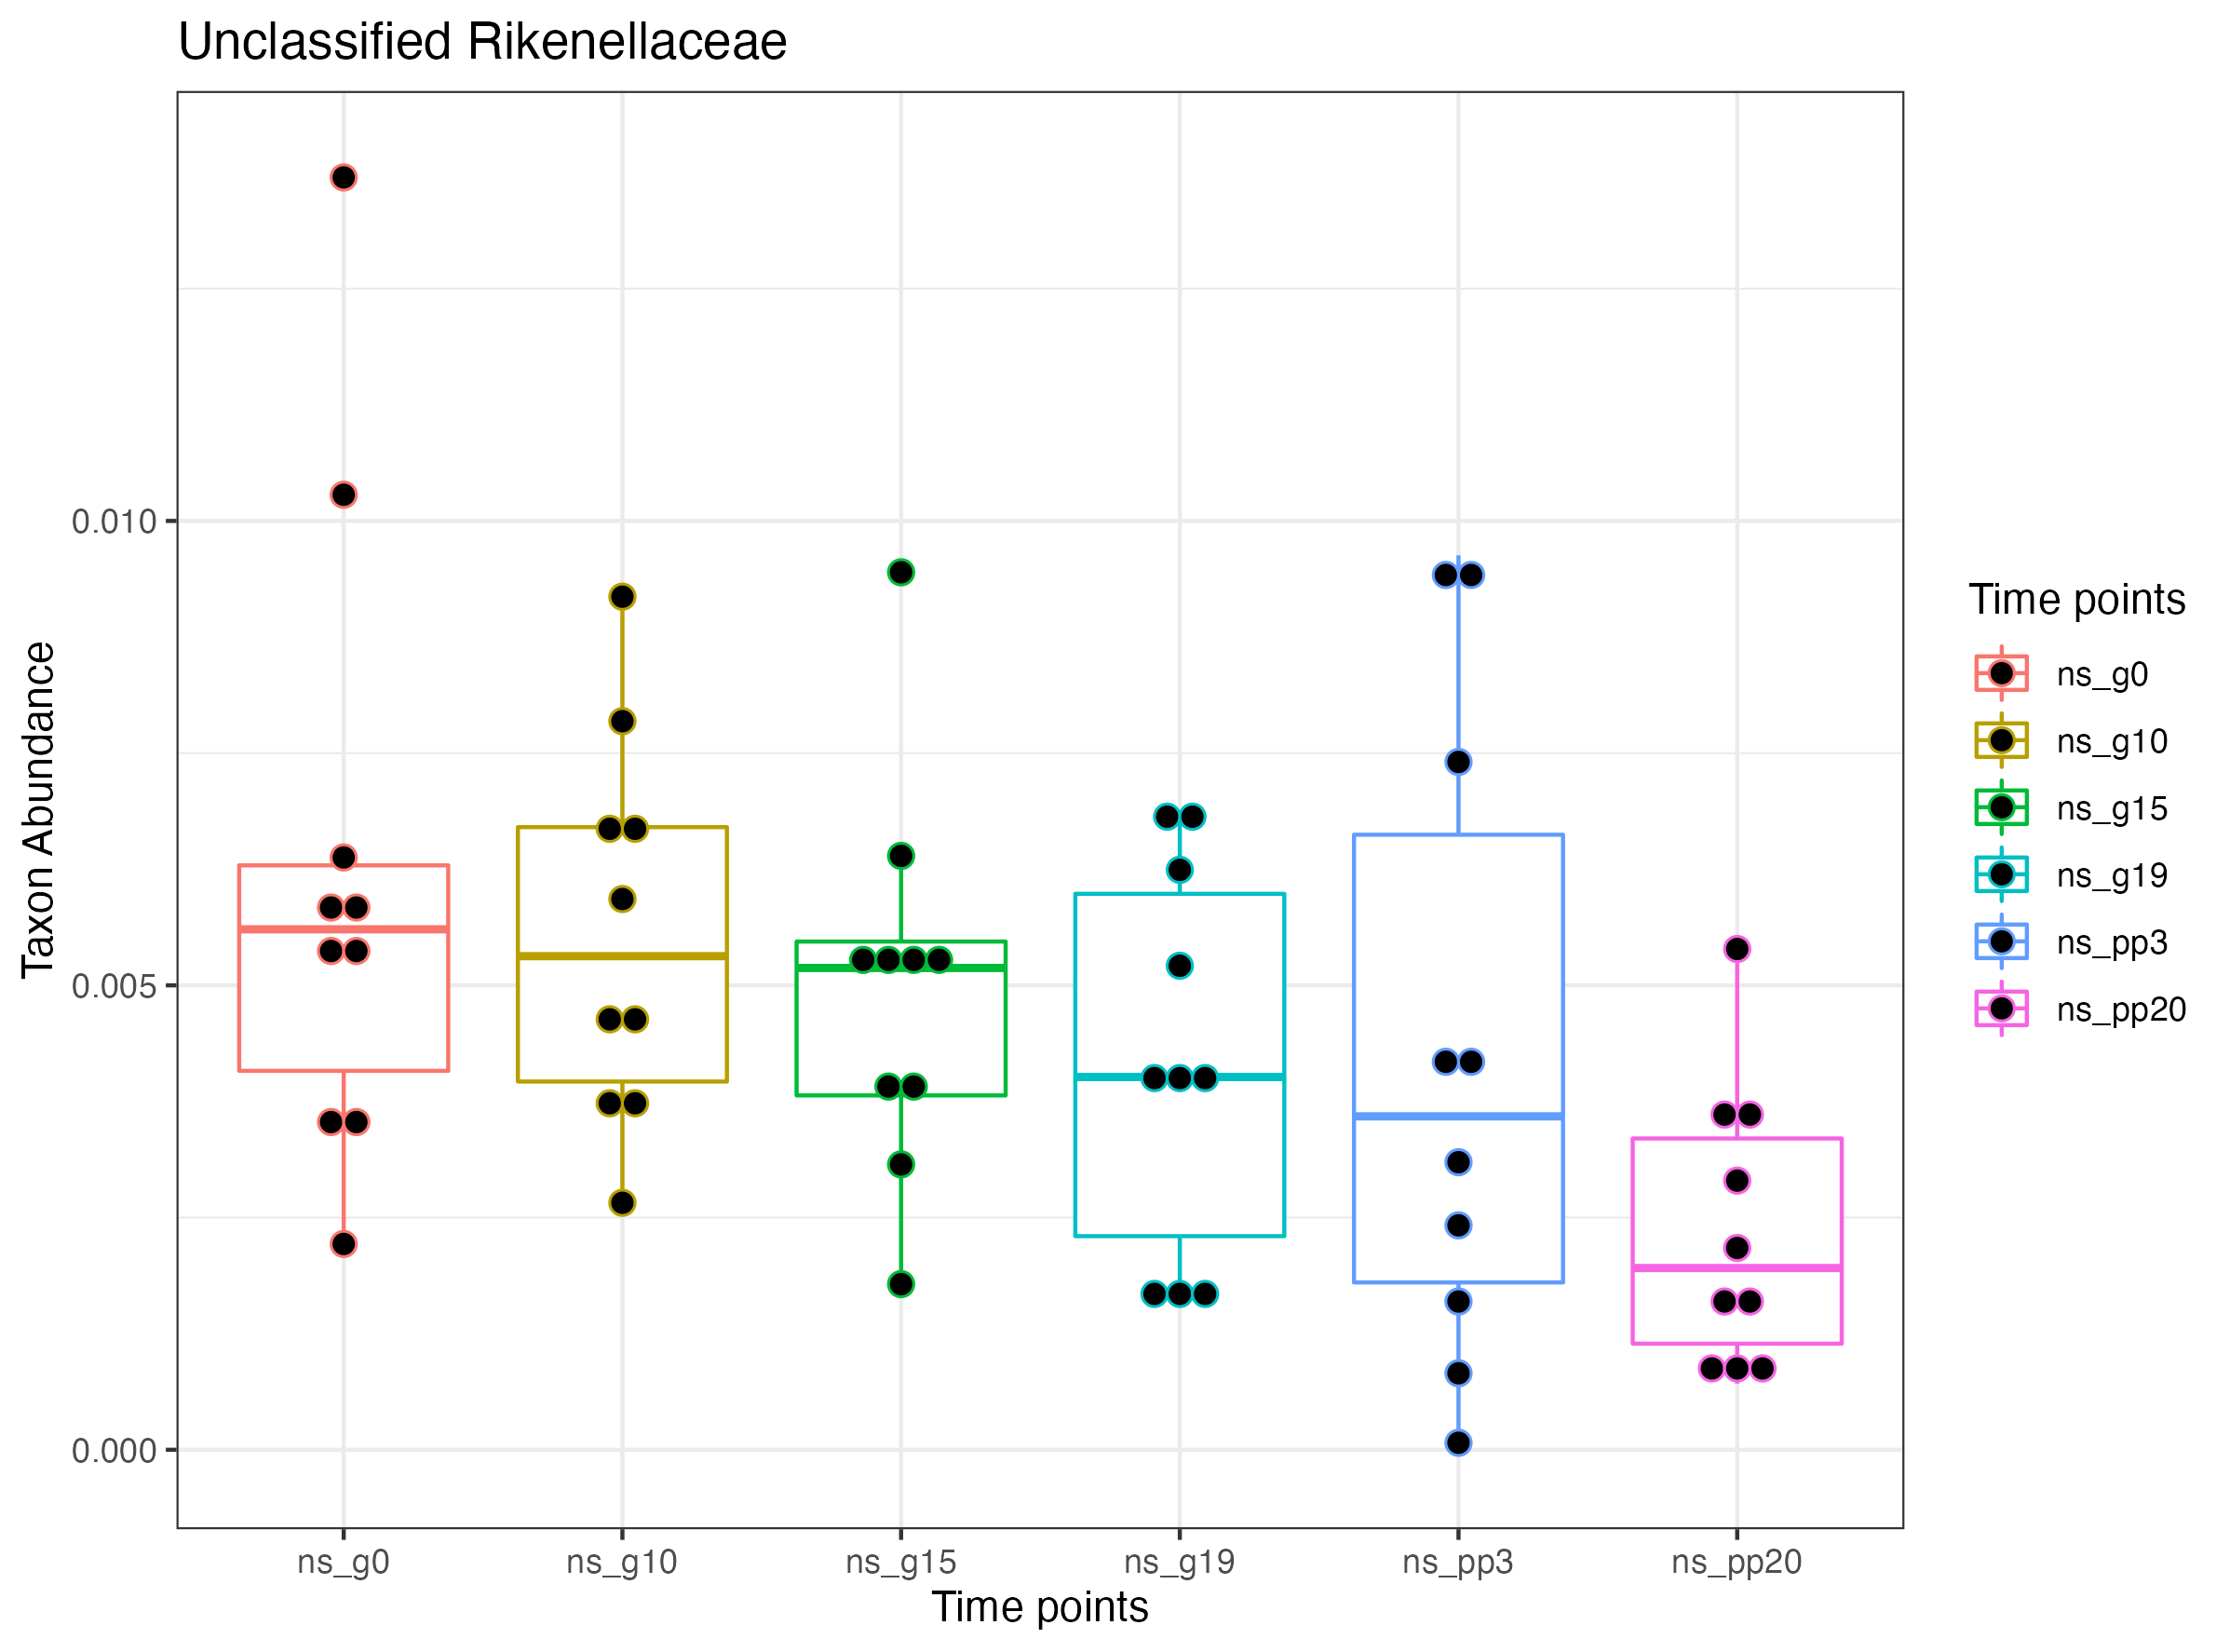 Unclassified Rikenellaceae
Taxon Abundance
0.010
0.005
0.000
ns_g0
ns_g10
ns_g15
ns_g19
ns_pp3
ns_pp20
Time points
Time points
ns_g0
ns_g10
ns_g15
ns_g19
ns_pp3
ns_pp20